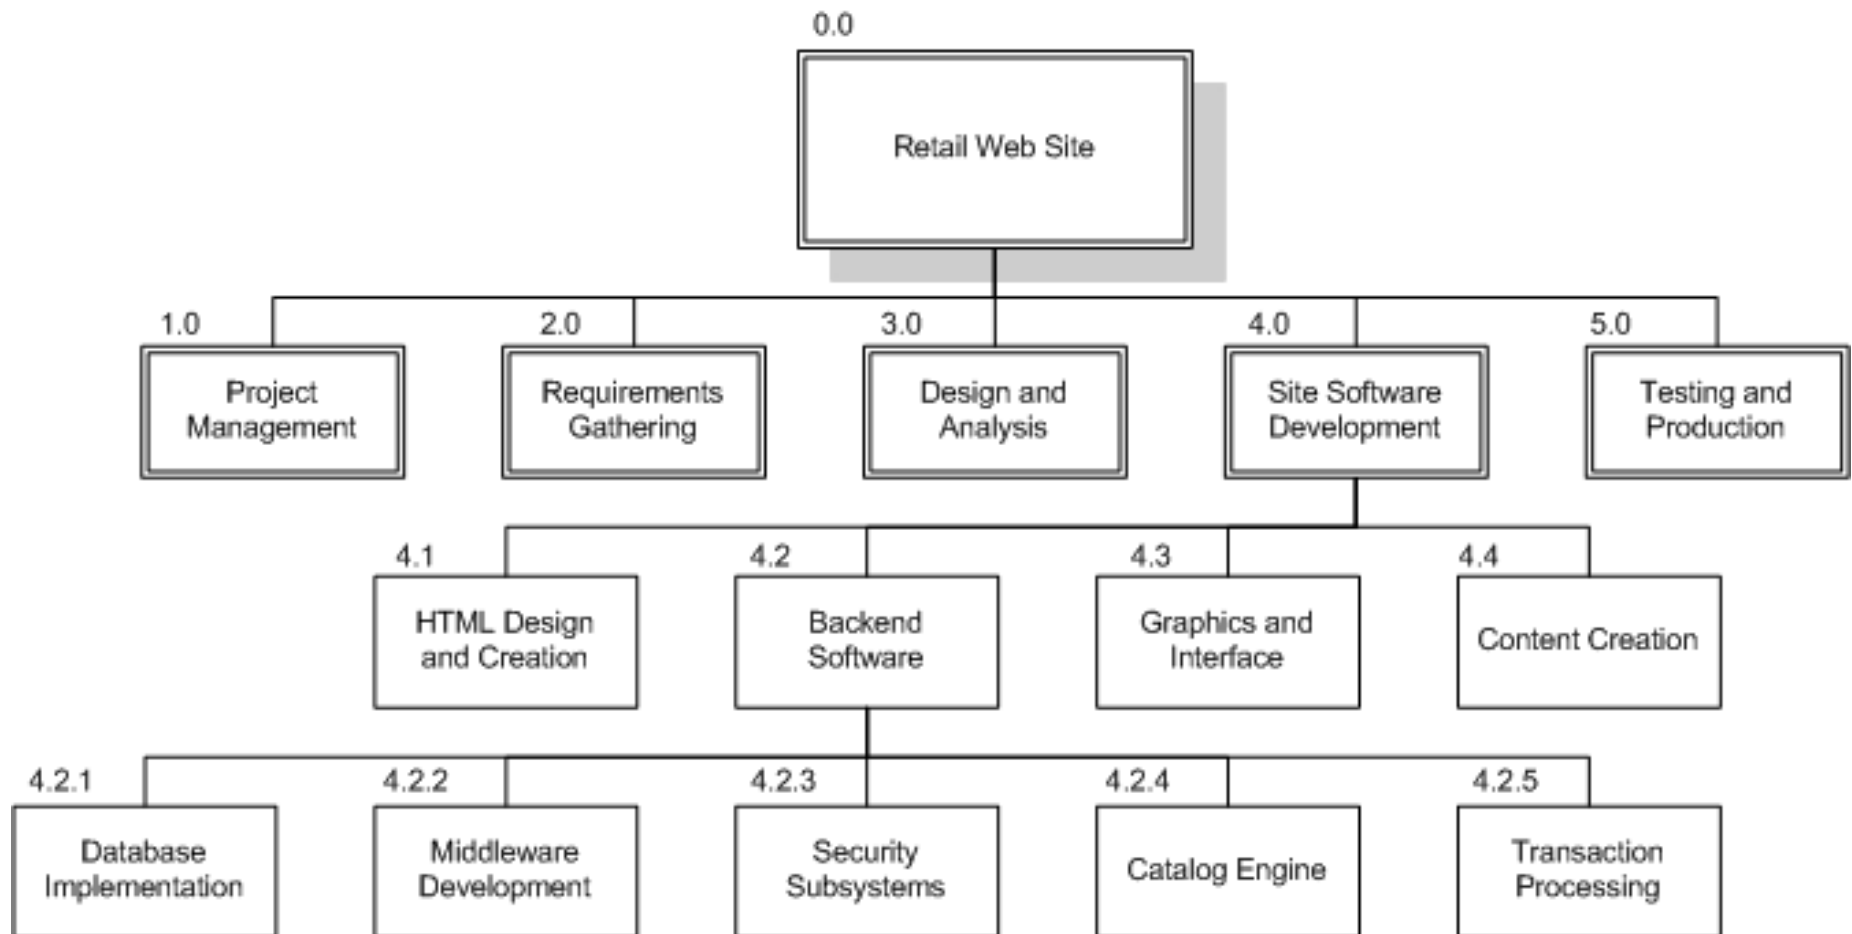 0.0
Retail Web Site
1.0
Project
Management
2.0
Requirements
Gathering
3.0
Design and
Analysis
4.0
Site Software
Development
5.0
Testing and
Production
4.1
HTML Design
and Creation
4.2
Backend
Software
4.3
Graphics and
Interface
4.4
Content Creation
4.2.1
Database
Implementation
4.2.2
Middleware
Development
4.2.3
Security
Subsystems
4.2.4
Catalog Engine
4.2.5
Transaction
Processing